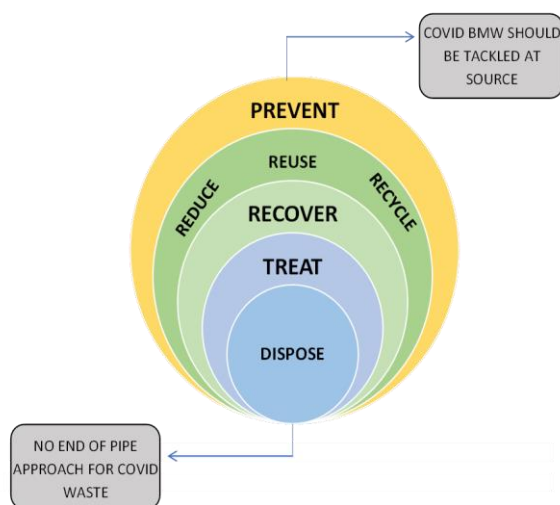 COVID BMW SHOULD
BE TACKLED AT
SOURCE
PREVENT
REUSE
REDUCE
RECYCLE
RECOVER
TREAT
DISPOSE
NO END OF PIPE
APPROACH FOR COVID
WASTE